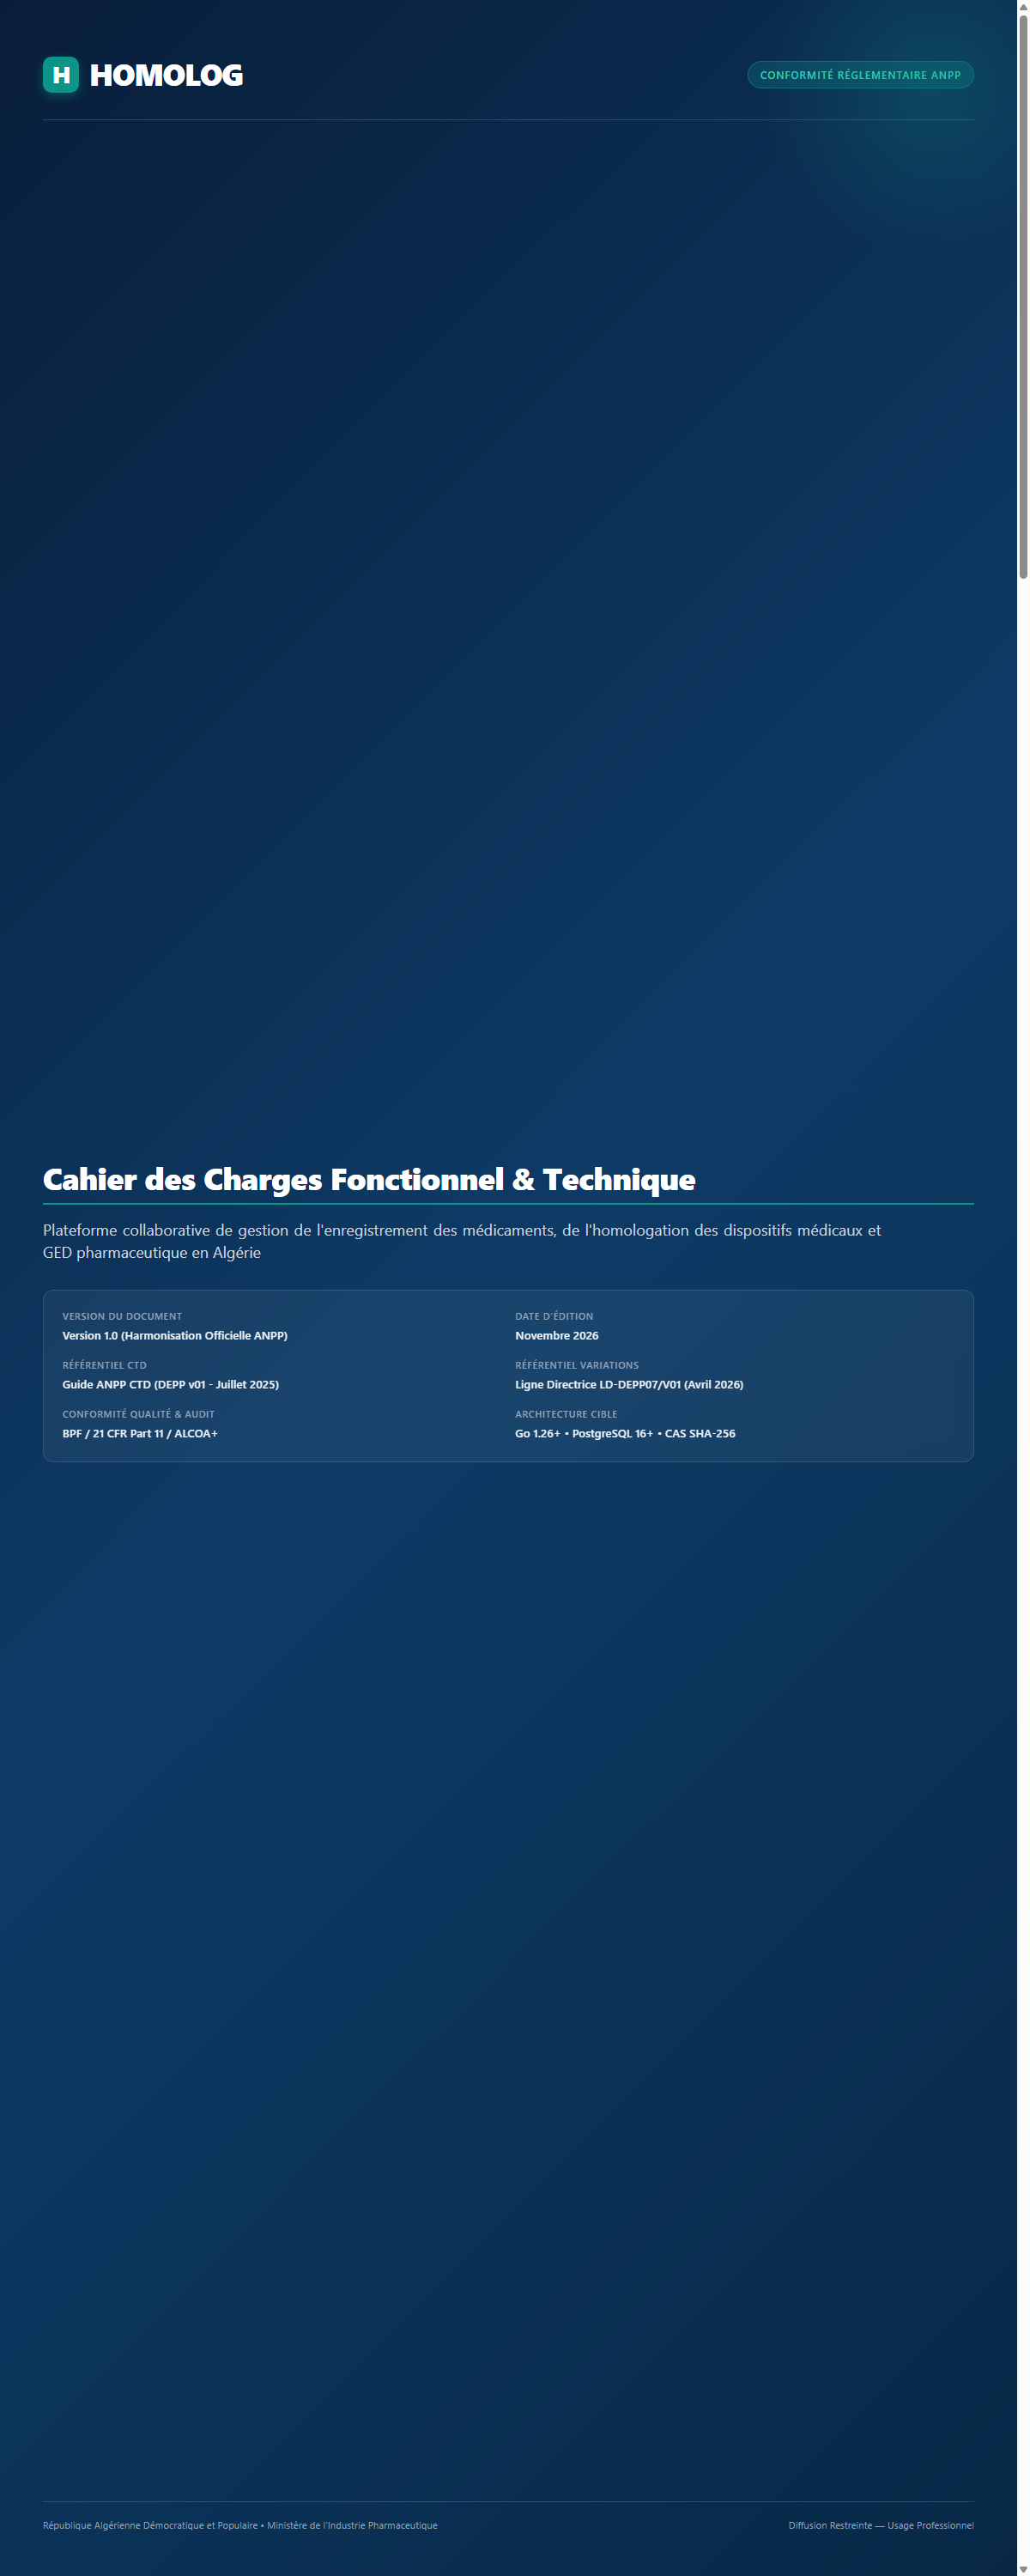 H HOMOLOG
CONFORMITÉ RÉGLEMENTAIRE ANPP
Cahier des Charges Fonctionnel & Technique
Plateforme collaborative de gestion de l'enregistrement des médicaments, de l'homologation des dispositifs médicaux et
GED pharmaceutique en Algérie
VERSION DU DOCUMENT
Version 1.0 (Harmonisation Officielle ANPP)
DATE D'ÉDITION
Novembre 2026
RÉFÉRENTIEL CTD
Guide ANPP CTD (DEPP v01 - Juillet 2025)
RÉFÉRENTIEL VARIATIONS
Ligne Directrice LD-DEPP07/V01 (Avril 2026)
CONFORMITÉ QUALITÉ & AUDIT
BPF / 21 CFR Part 11 / ALCOA+
ARCHITECTURE CIBLE
Go 1.26+ • PostgreSQL 16+ • CAS SHA-256
République Algérienne Démocratique et Populaire • Ministère de l'Industrie Pharmaceutique
Diffusion Restreinte — Usage Professionnel